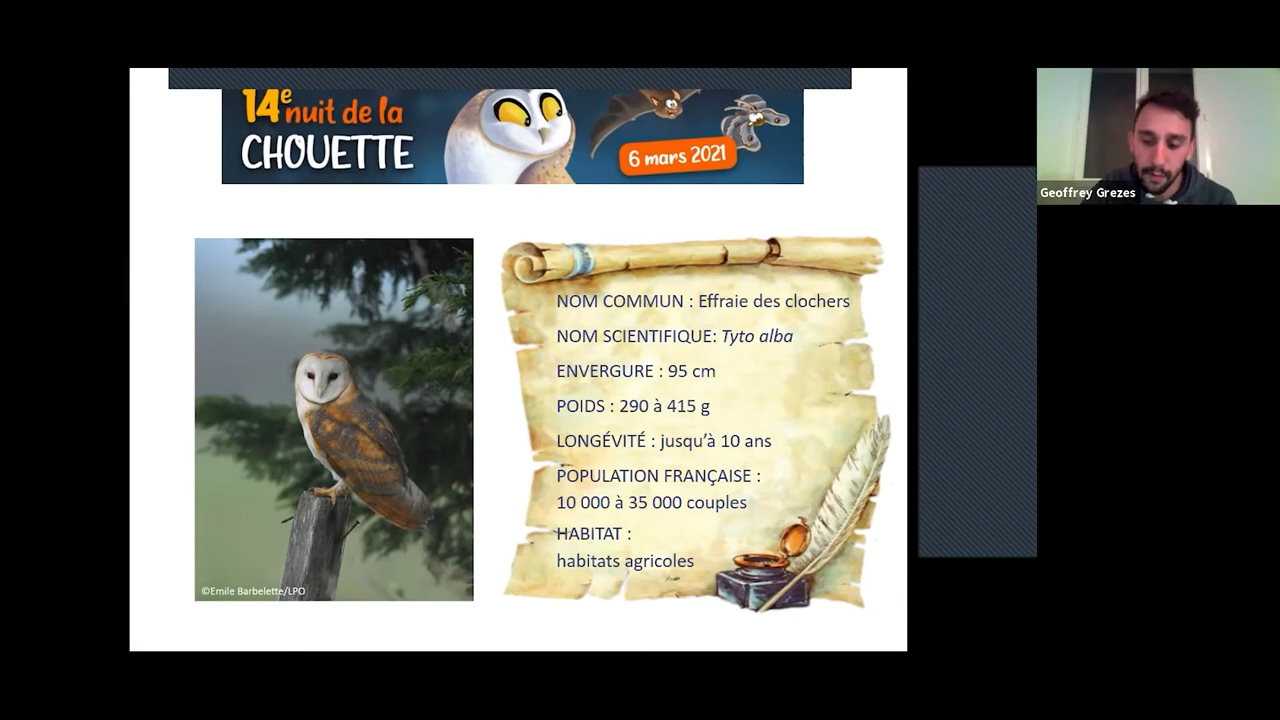 14e nuit de la
CHOUETTE
6 mars 2021
Geoffrey Grezes
NOM COMMUN : Effraie des clochers
NOM SCIENTIFIQUE: Tyto alba
ENVERGURE : 95 cm
POIDS : 290 à 415 g
LONGÉVITÉ : jusqu’à 10 ans
POPULATION FRANÇAISE :
10 000 à 35 000 couples
HABITAT :
habitats agricoles
©Emile Barbelette/LPO